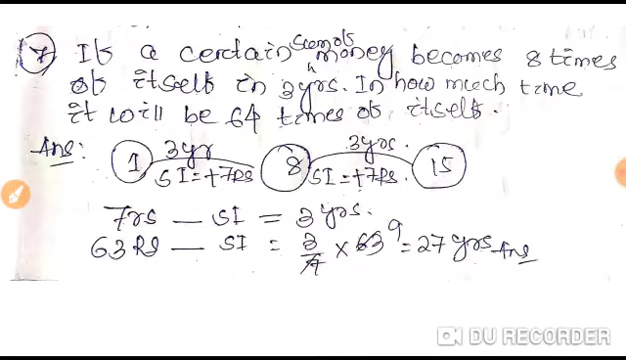 7 If a certain sum of money becomes 8 times
of itself in 3yrs. In how much time
it will be 64 times of itself.
Ans: 1 3yr SI=+7RS 8 3yrs. SI=+7RS. 15
7rs — SI = 3yrs.
63RS — SI = 3/7 × 63 9 = 27 yrs Ans
DU RECORDER